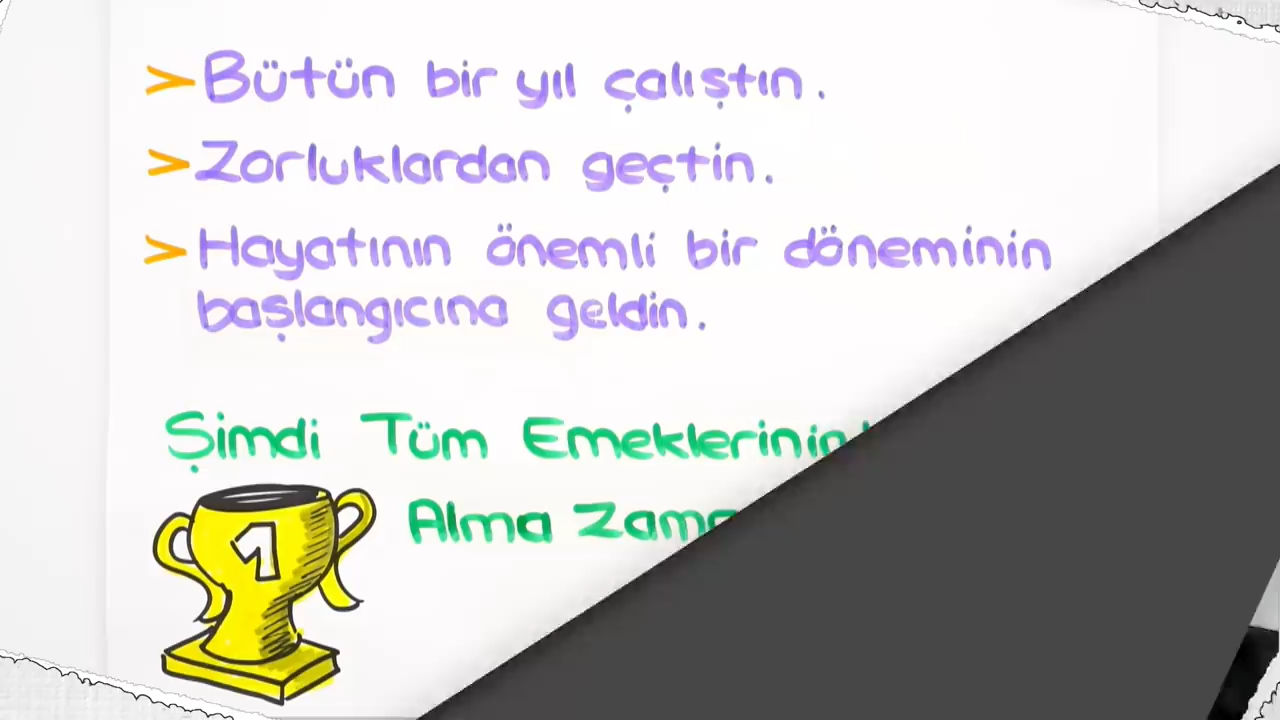 > Bütün bir yıl çalıştın.
> Zorluklardan geçtin.
> Hayatının önemli bir döneminin
başlangıcına geldin.
Şimdi Tüm Emeklerinin
Alma
1